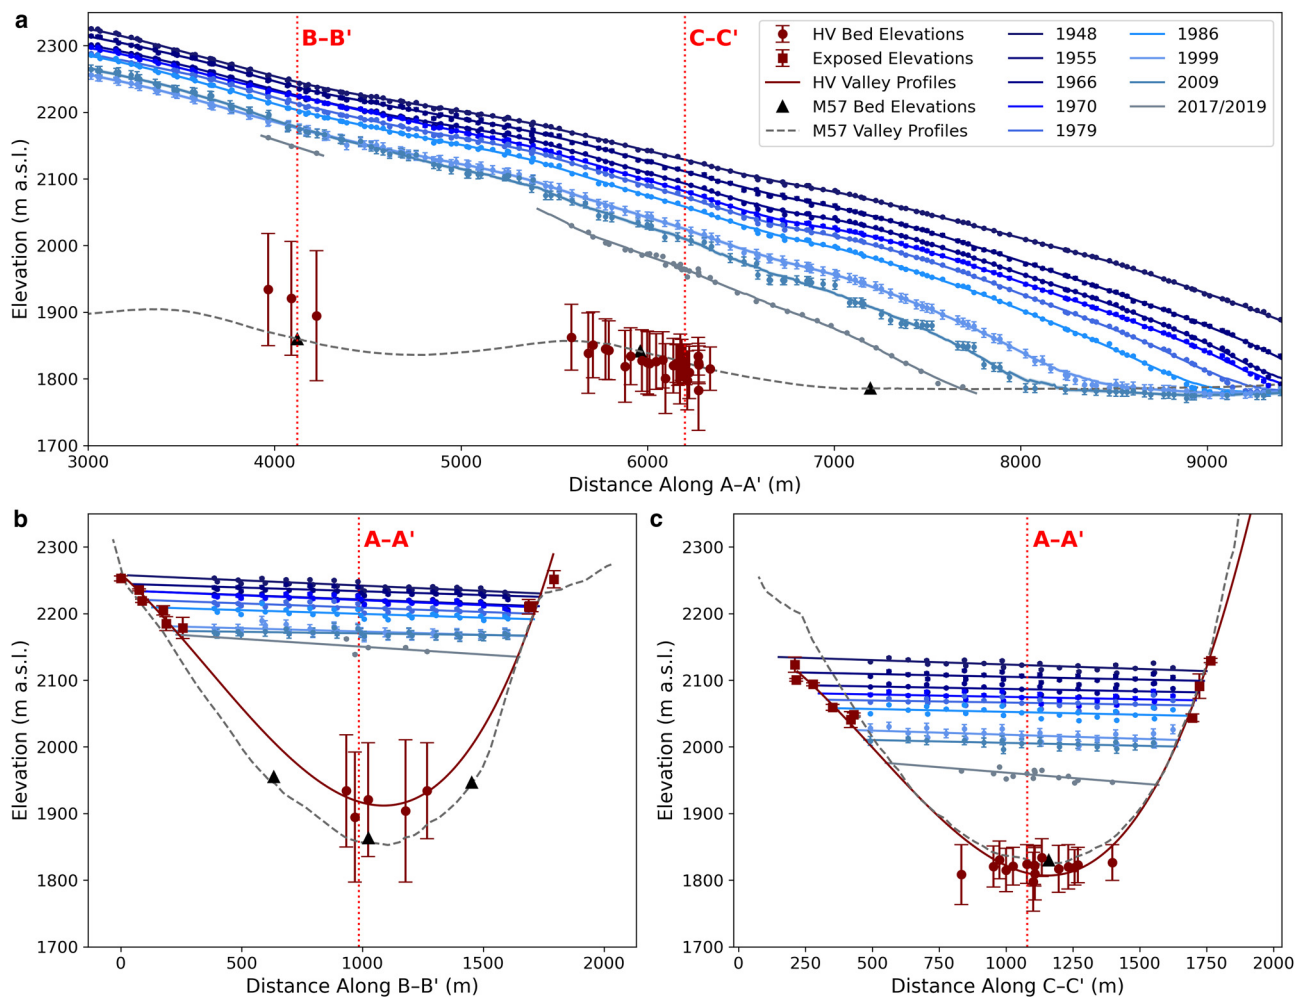 a
B–B'
C–C'
HV Bed Elevations
Exposed Elevations
HV Valley Profiles
M57 Bed Elevations
M57 Valley Profiles
1948
1955
1966
1970
1979
1986
1999
2009
2017/2019
Elevation (m a.s.l.)
2300
2200
2100
2000
1900
1800
1700
3000
4000
5000
6000
7000
8000
9000
Distance Along A–A' (m)
b
A–A'
Elevation (m a.s.l.)
2300
2200
2100
2000
1900
1800
1700
0
500
1000
1500
2000
Distance Along B–B' (m)
c
A–A'
Elevation (m a.s.l.)
2300
2200
2100
2000
1900
1800
1700
0
250
500
750
1000
1250
1500
1750
2000
Distance Along C–C' (m)